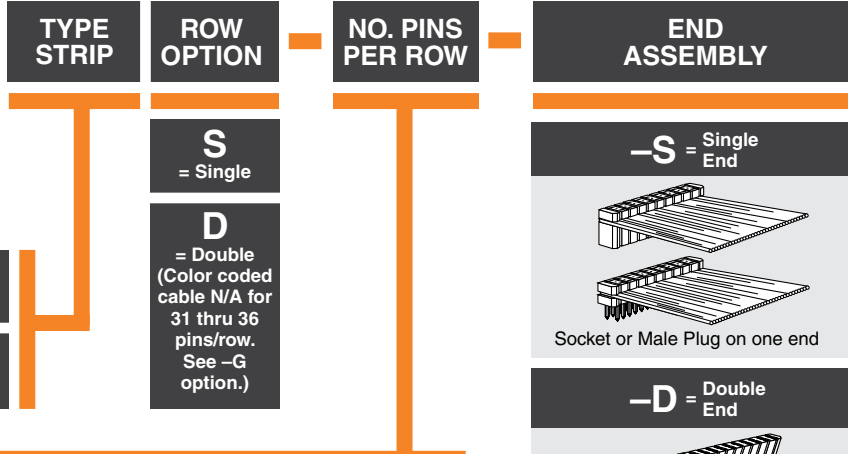 TYPE
STRIP
ROW
OPTION
NO. PINS
PER ROW
END
ASSEMBLY
S
= Single
D
= Double
(Color coded
cable N/A for
31 thru 36
pins/row.
See –G
option.)
–S = Single
End
Socket or Male Plug on one end
–D = Double
End